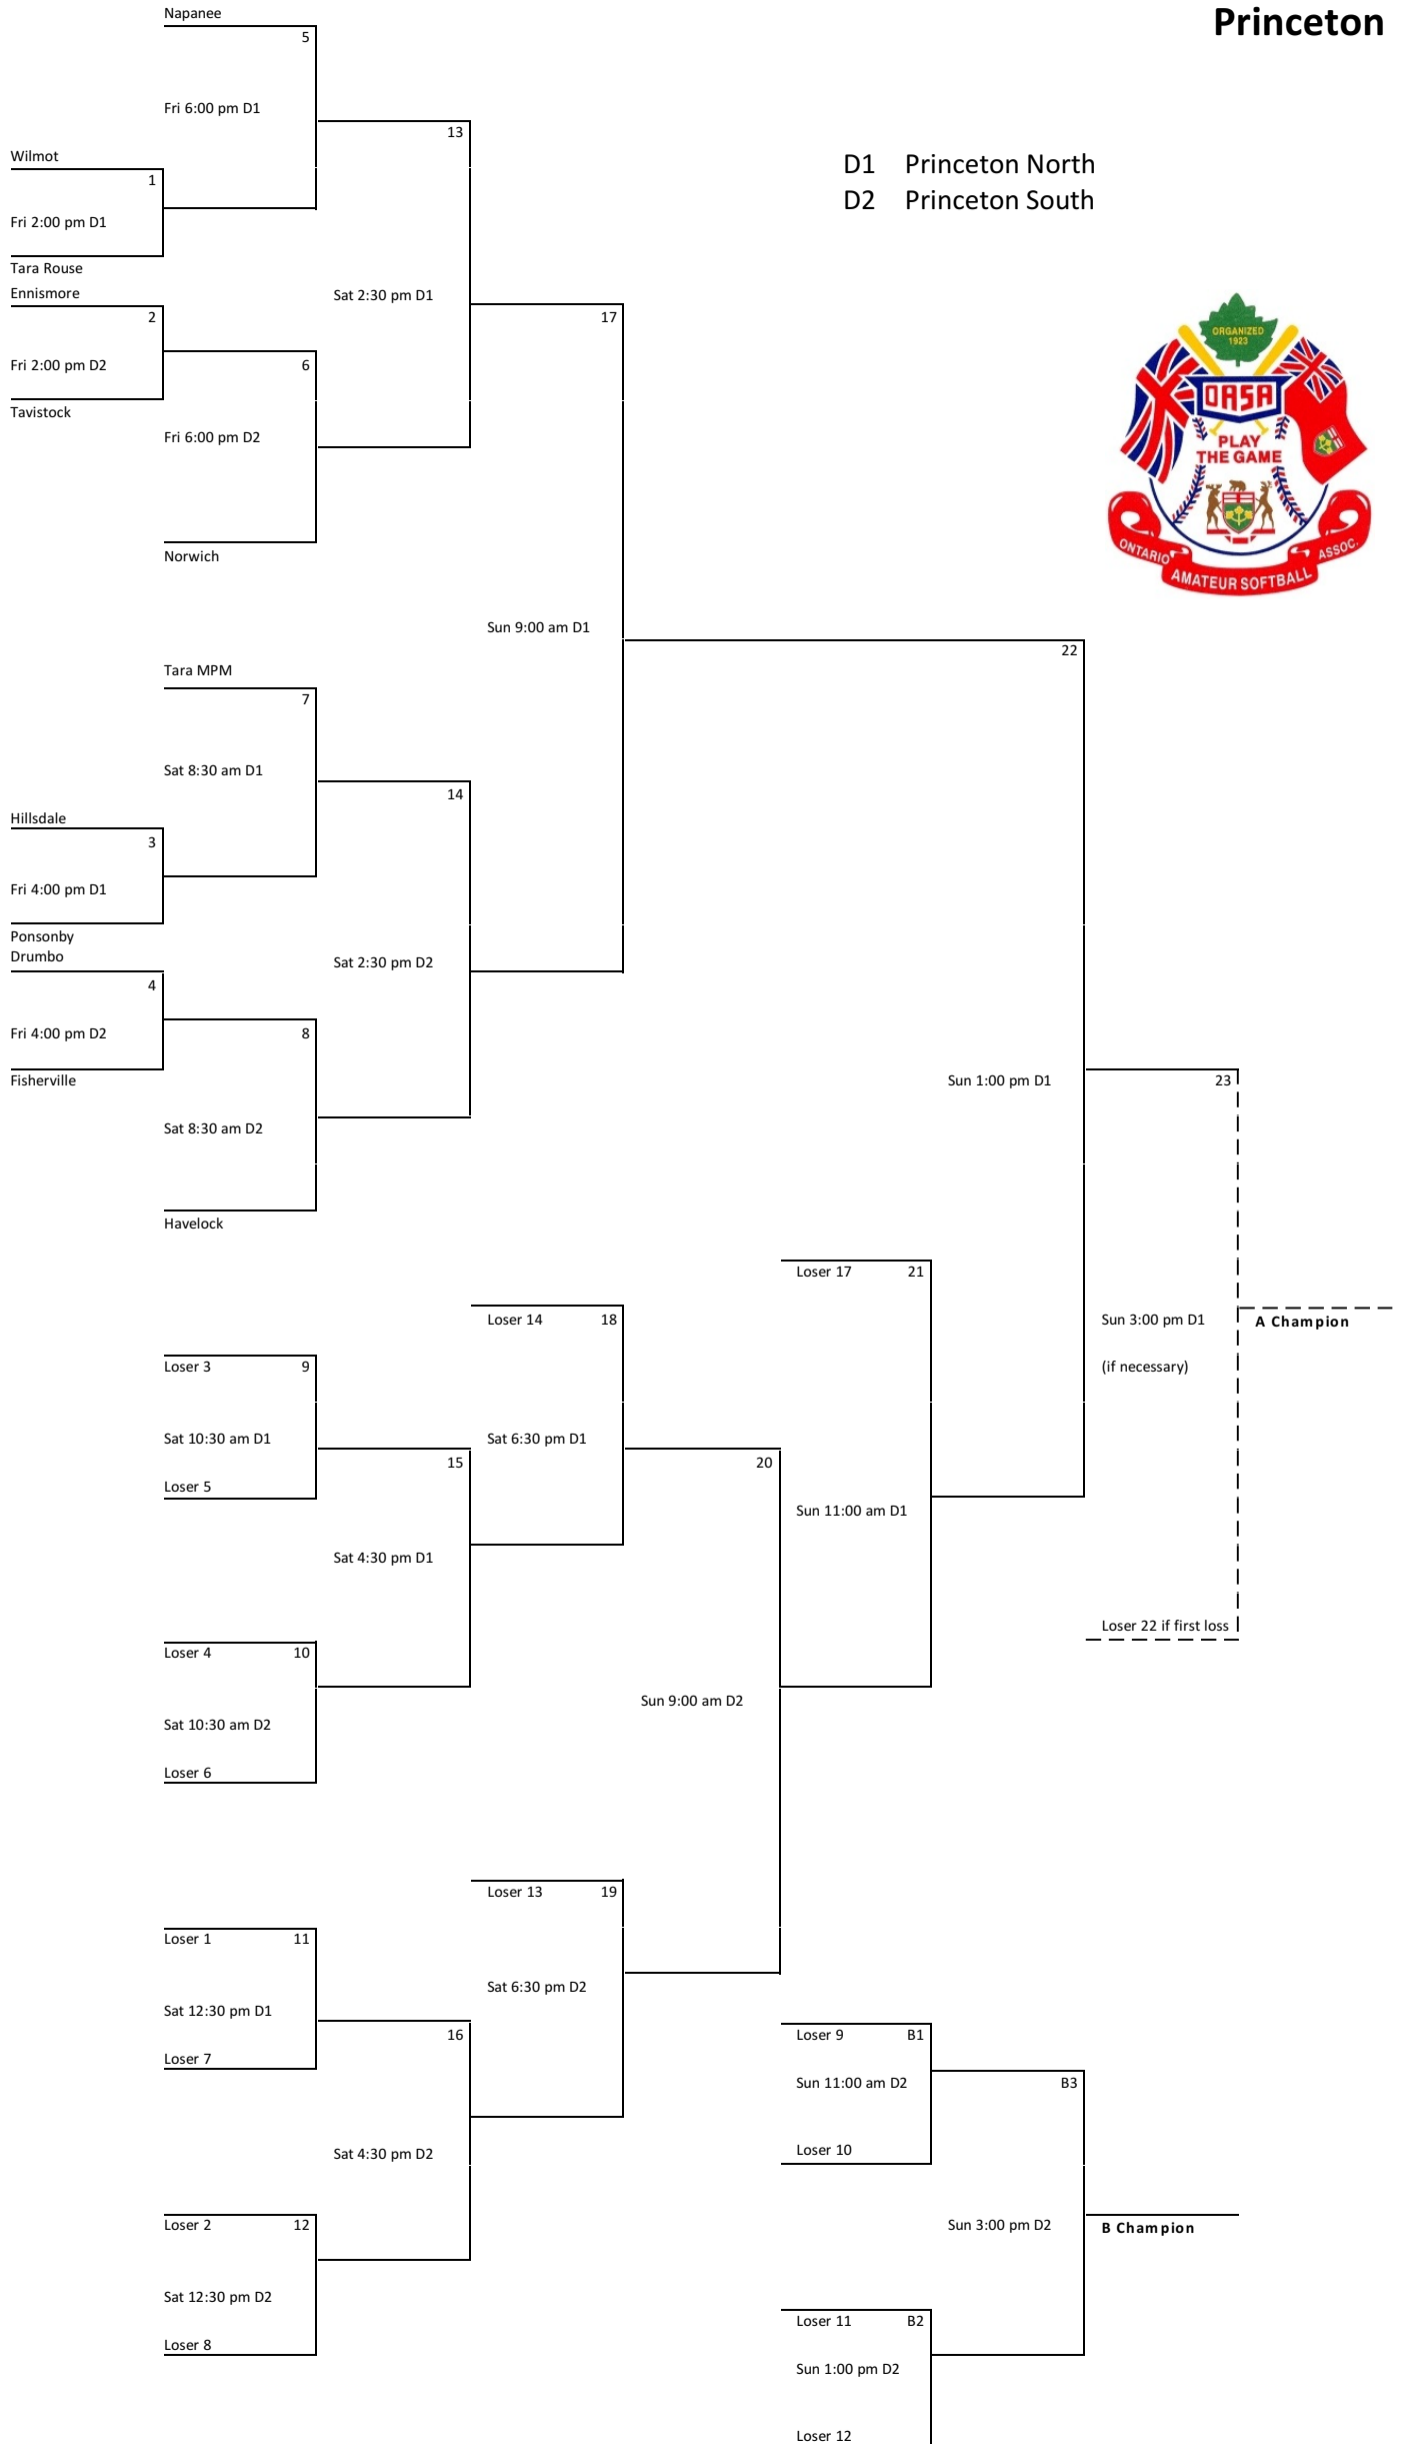 Princeton
Napanee
5
Fri 6:00 pm D1
13
Wilmot
1
Fri 2:00 pm D1
Tara Rouse
D1 Princeton North
D2 Princeton South
Ennismore
2
Fri 2:00 pm D2
Tavistock
Sat 2:30 pm D1
17
6
Fri 6:00 pm D2
Norwich
ORGANIZED
1923
OASA
PLAY
THE GAME
ONTARIO
AMATEUR SOFTBALL
ASSOC.
Sun 9:00 am D1
22
Tara MPM
7
Sat 8:30 am D1
14
Hillsdale
3
Fri 4:00 pm D1
Ponsonby
Drumbo
4
Fri 4:00 pm D2
Fisherville
Sat 2:30 pm D2
8
Sat 8:30 am D2
Havelock
Sun 1:00 pm D1
23
Loser 17 21
Loser 14 18
Sun 3:00 pm D1
(if necessary)
A Champion
Loser 3 9
Sat 10:30 am D1
Loser 5
Sat 6:30 pm D1
15
20
Sun 11:00 am D1
Sat 4:30 pm D1
Loser 22 if first loss
Loser 4 10
Sat 10:30 am D2
Loser 6
Sun 9:00 am D2
Loser 13 19
Loser 1 11
Sat 12:30 pm D1
Loser 7
Sat 6:30 pm D2
16
Loser 9 B1
Sun 11:00 am D2
Loser 10
B3
Sat 4:30 pm D2
Loser 2 12
Sat 12:30 pm D2
Loser 8
Sun 3:00 pm D2
B Champion
Loser 11 B2
Sun 1:00 pm D2
Loser 12